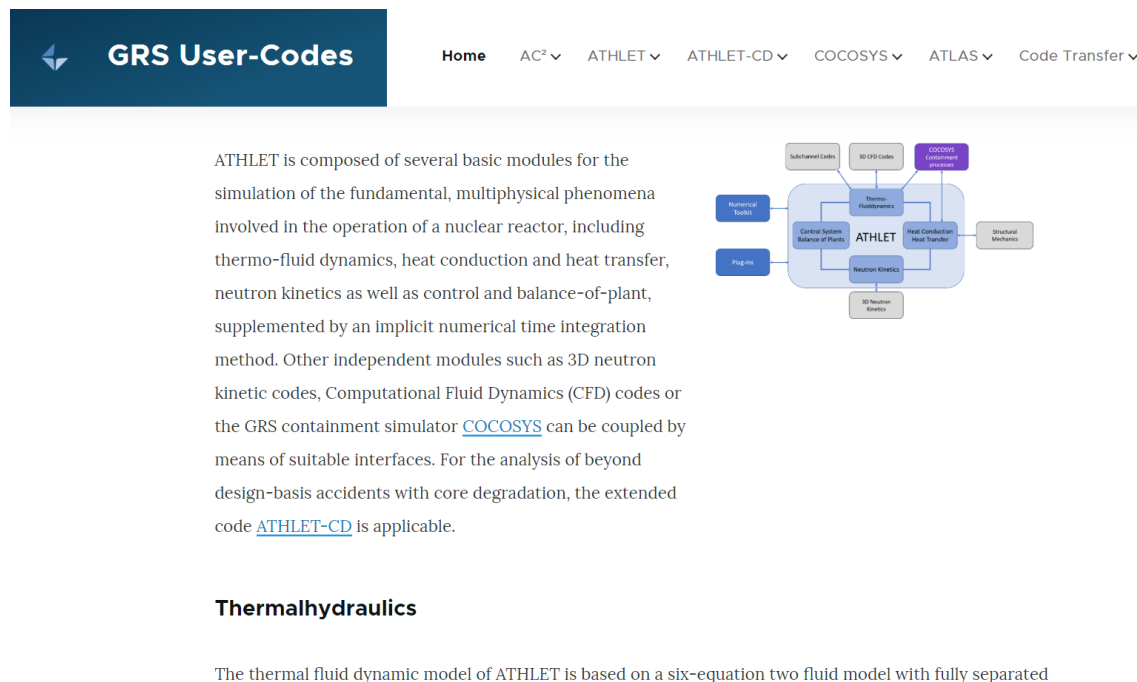 GRS User-Codes
Home
AC²
ATHLET
ATHLET-CD
COCOSYS
ATLAS
Code Transfer
ATHLET is composed of several basic modules for the
simulation of the fundamental, multiphysical phenomena
involved in the operation of a nuclear reactor, including
thermo-fluid dynamics, heat conduction and heat transfer,
neutron kinetics as well as control and balance-of-plant,
supplemented by an implicit numerical time integration
method. Other independent modules such as 3D neutron
kinetic codes, Computational Fluid Dynamics (CFD) codes or
the GRS containment simulator COCOSYS can be coupled by
means of suitable interfaces. For the analysis of beyond
design-basis accidents with core degradation, the extended
code ATHLET-CD is applicable.
Subchannel Codes
3D CFD Codes
COCOSYS
Containment
processes
Numerical
Toolkit
Thermo-
Fluiddynamics
Control System
Balance of Plants
ATHLET
Heat Conduction
Heat Transfer
Structural
Mechanics
Plug-ins
Neutron Kinetics
3D Neutron
Kinetics
Thermalhydraulics
The thermal fluid dynamic model of ATHLET is based on a six-equation two fluid model with fully separated